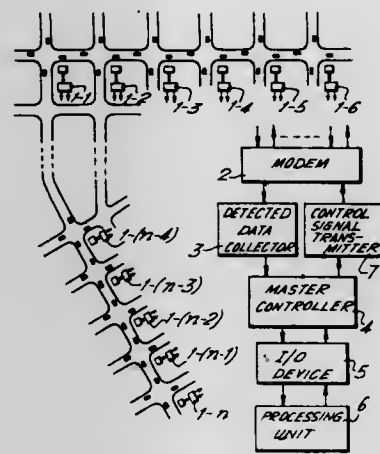 1-1
1-2
1-3
1-4
1-5
1-6
MODEM
2
DETECTED
DATA
COLLECTOR
3
CONTROL
SIGNAL
TRANS-
MITTER
7
MASTER
CONTROLLER
4
I/O
DEVICE
5
PROCESSING
UNIT
6
1-(n-4)
1-(n-3)
1-(n-2)
1-(n-1)
1-n